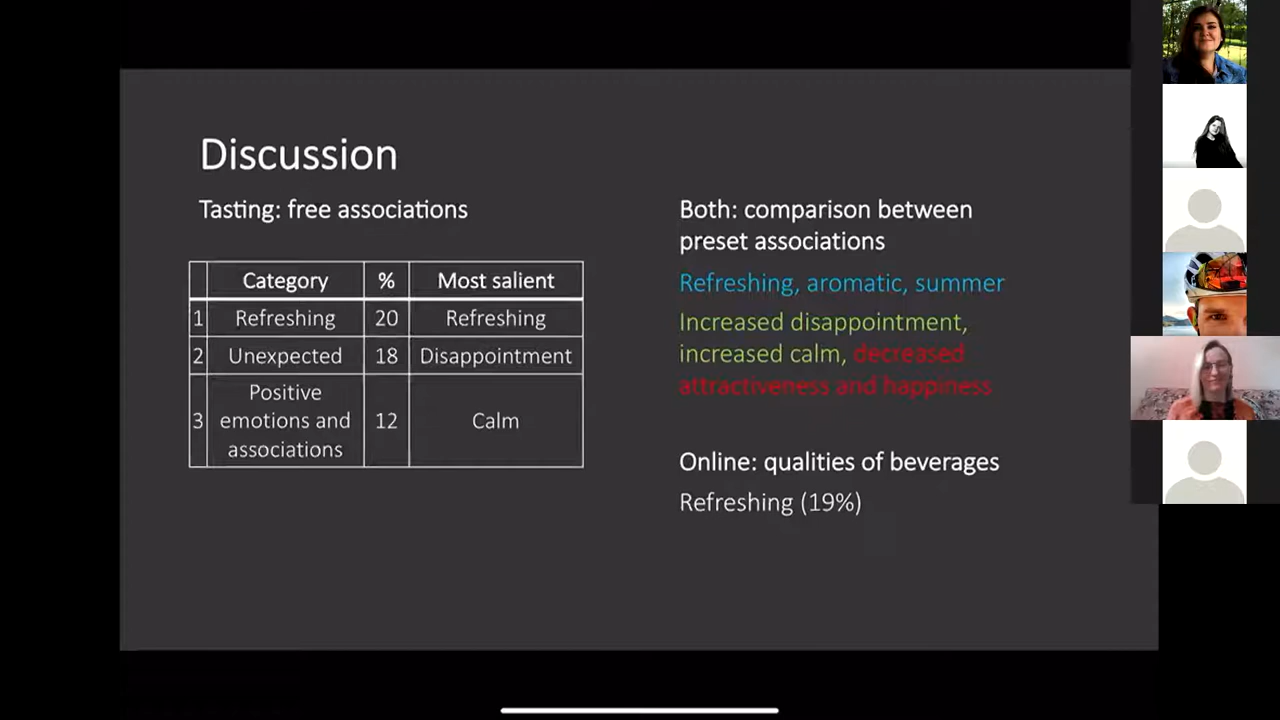 Discussion
Tasting: free associations
Category % Most salient
1 Refreshing 20 Refreshing
2 Unexpected 18 Disappointment
3 Positive emotions and associations 12 Calm
Both: comparison between
preset associations
Refreshing, aromatic, summer
Increased disappointment,
increased calm, decreased
attractiveness and happiness
Online: qualities of beverages
Refreshing (19%)